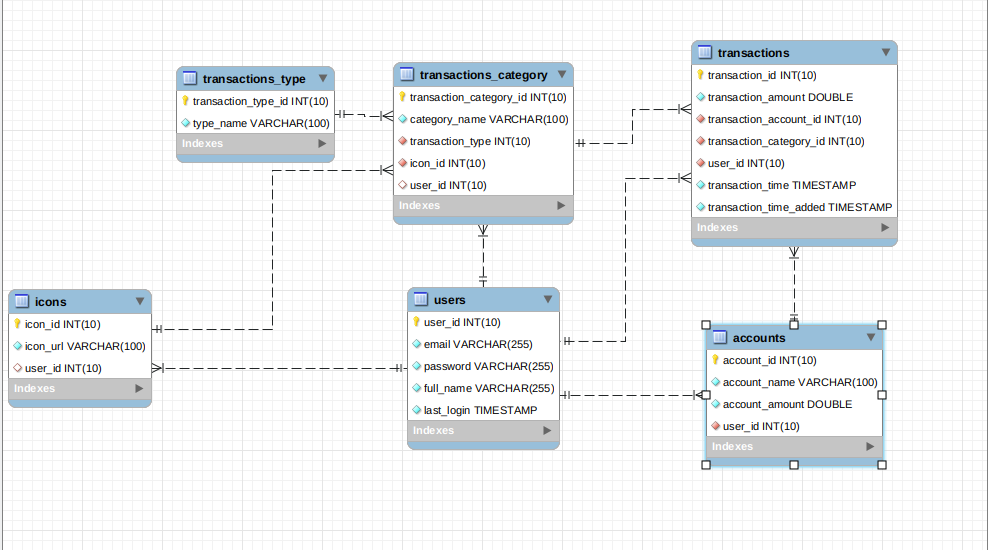 transactions_type
transaction_type_id INT(10)
type_name VARCHAR(100)
Indexes
transactions_category
transaction_category_id INT(10)
category_name VARCHAR(100)
transaction_type INT(10)
icon_id INT(10)
user_id INT(10)
Indexes
transactions
transaction_id INT(10)
transaction_amount DOUBLE
transaction_account_id INT(10)
transaction_category_id INT(10)
user_id INT(10)
transaction_time TIMESTAMP
transaction_time_added TIMESTAMP
Indexes
icons
icon_id INT(10)
icon_url VARCHAR(100)
user_id INT(10)
Indexes
users
user_id INT(10)
email VARCHAR(255)
password VARCHAR(255)
full_name VARCHAR(255)
last_login TIMESTAMP
Indexes
accounts
account_id INT(10)
account_name VARCHAR(100)
account_amount DOUBLE
user_id INT(10)
Indexes